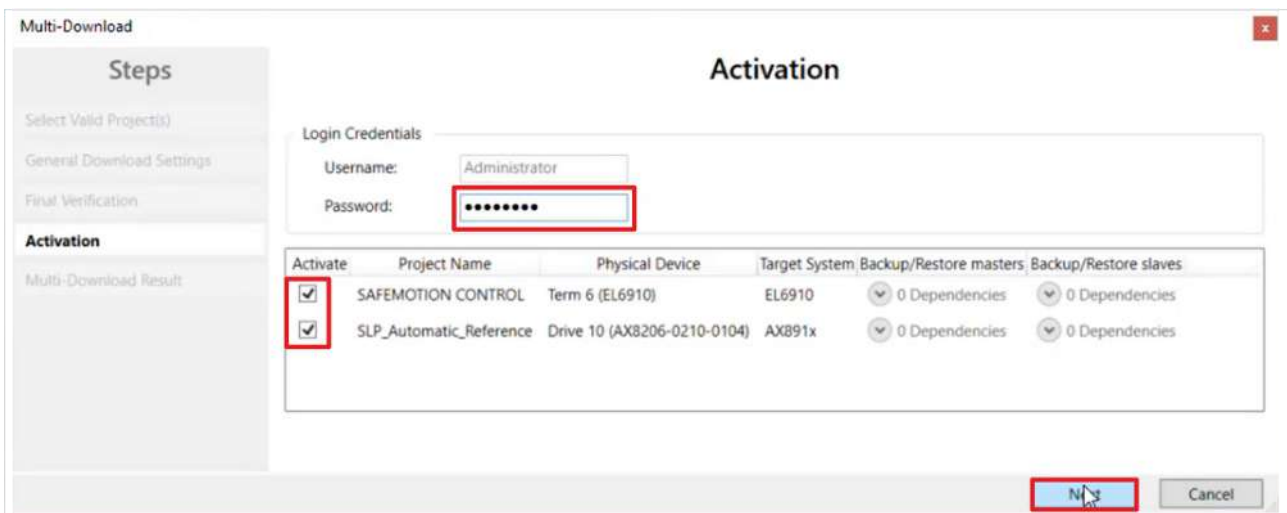 Multi-Download
x
Steps
Select Valid Project(s)
General Download Settings
Final Verification
Activation
Multi-Download Result
Activation
Login Credentials
Username: Administrator
Password: ••••••••
Activate Project Name Physical Device Target System Backup/Restore masters Backup/Restore slaves
SAFEMOTION CONTROL Term 6 (EL6910) EL6910 0 Dependencies 0 Dependencies
SLP_Automatic_Reference Drive 10 (AX8206-0210-0104) AX891x 0 Dependencies 0 Dependencies
Next Cancel